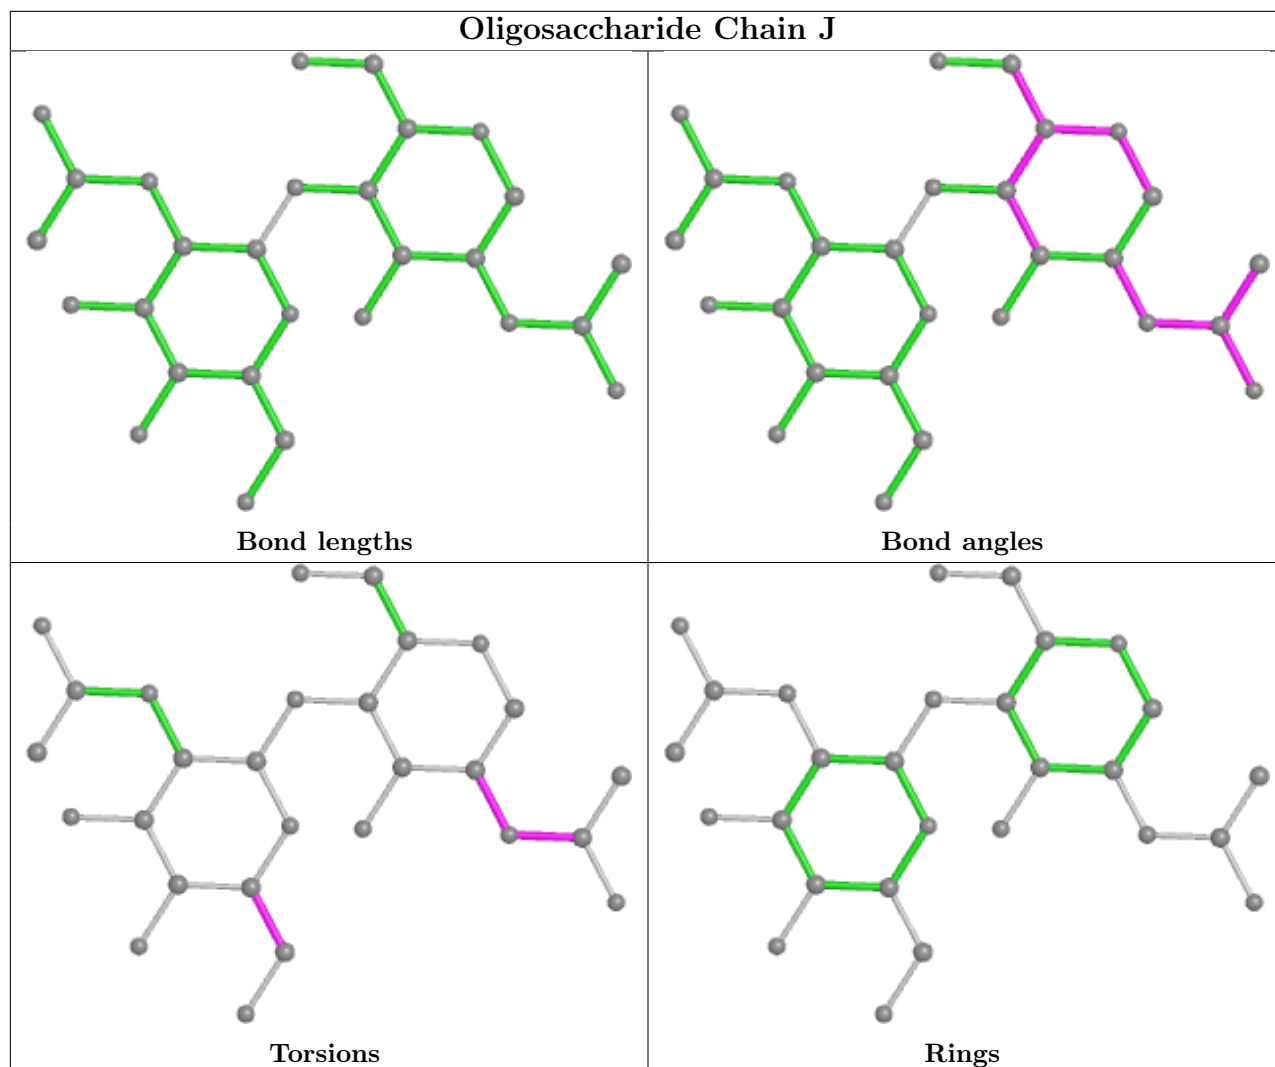 Oligosaccharide Chain J
Bond lengths
Bond angles
Torsions
Rings